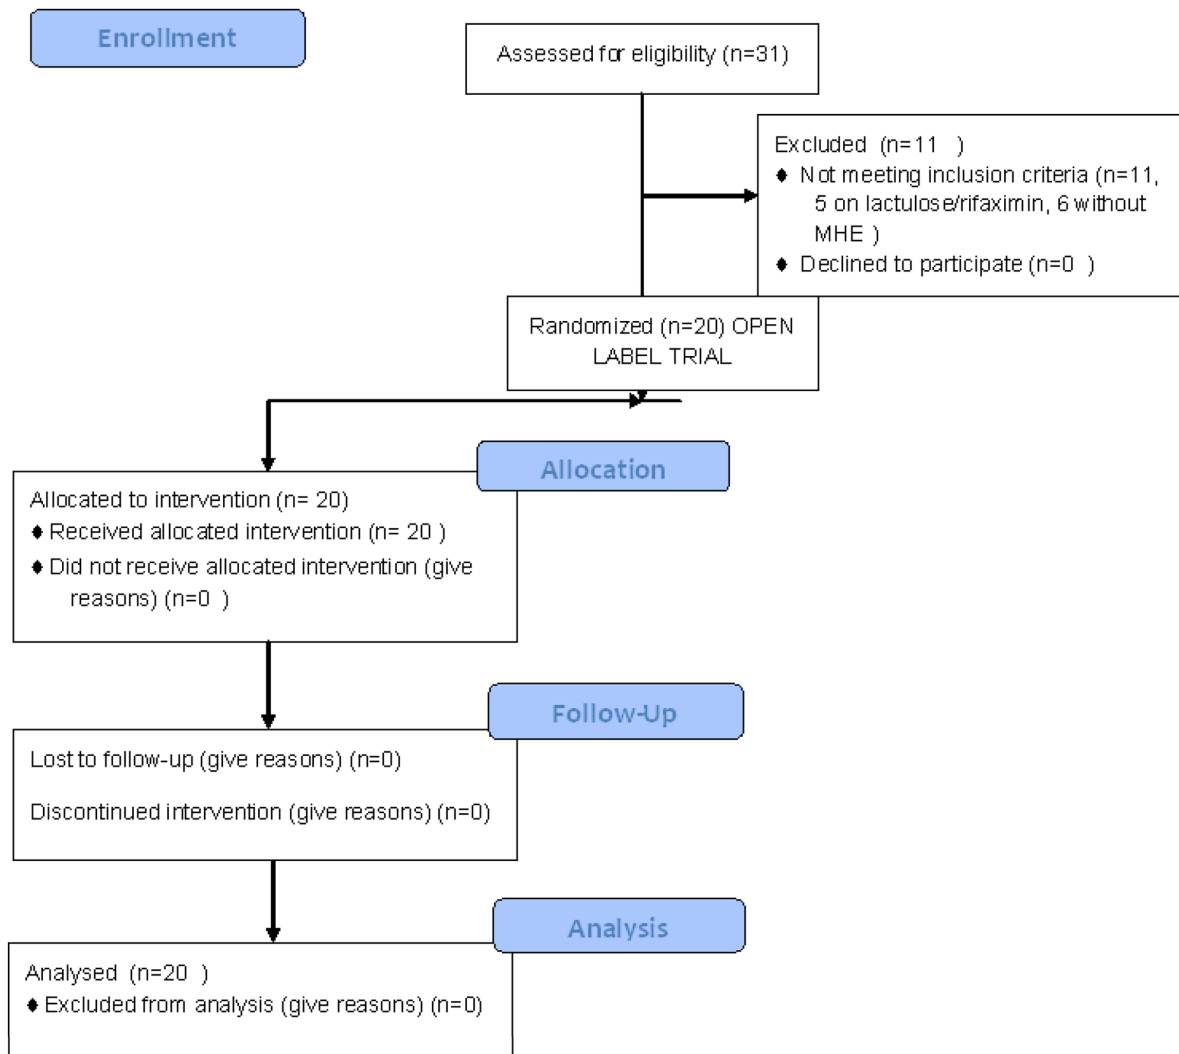 Enrollment
Assessed for eligibility (n=31)
Excluded (n=11 )
♦ Not meeting inclusion criteria (n=11,
5 on lactulose/rifaximin, 6 without
MHE )
♦ Declined to participate (n=0 )
Randomized (n=20) OPEN
LABEL TRIAL
Allocation
Allocated to intervention (n= 20)
♦ Received allocated intervention (n= 20 )
♦ Did not receive allocated intervention (give
reasons) (n=0 )
Follow-Up
Lost to follow-up (give reasons) (n=0)
Discontinued intervention (give reasons) (n=0)
Analysis
Analysed (n=20 )
♦ Excluded from analysis (give reasons) (n=0)